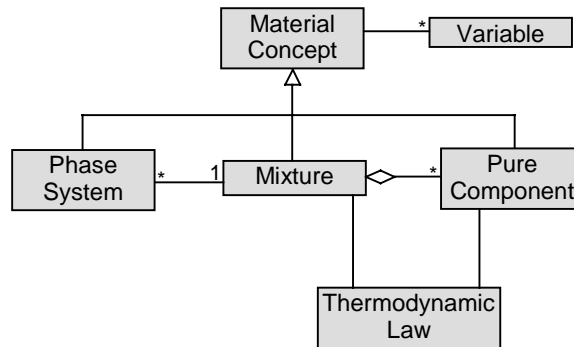 Material
Concept
*
Variable
Phase
System
*
1
Mixture
*
Pure
Component
Thermodynamic
Law